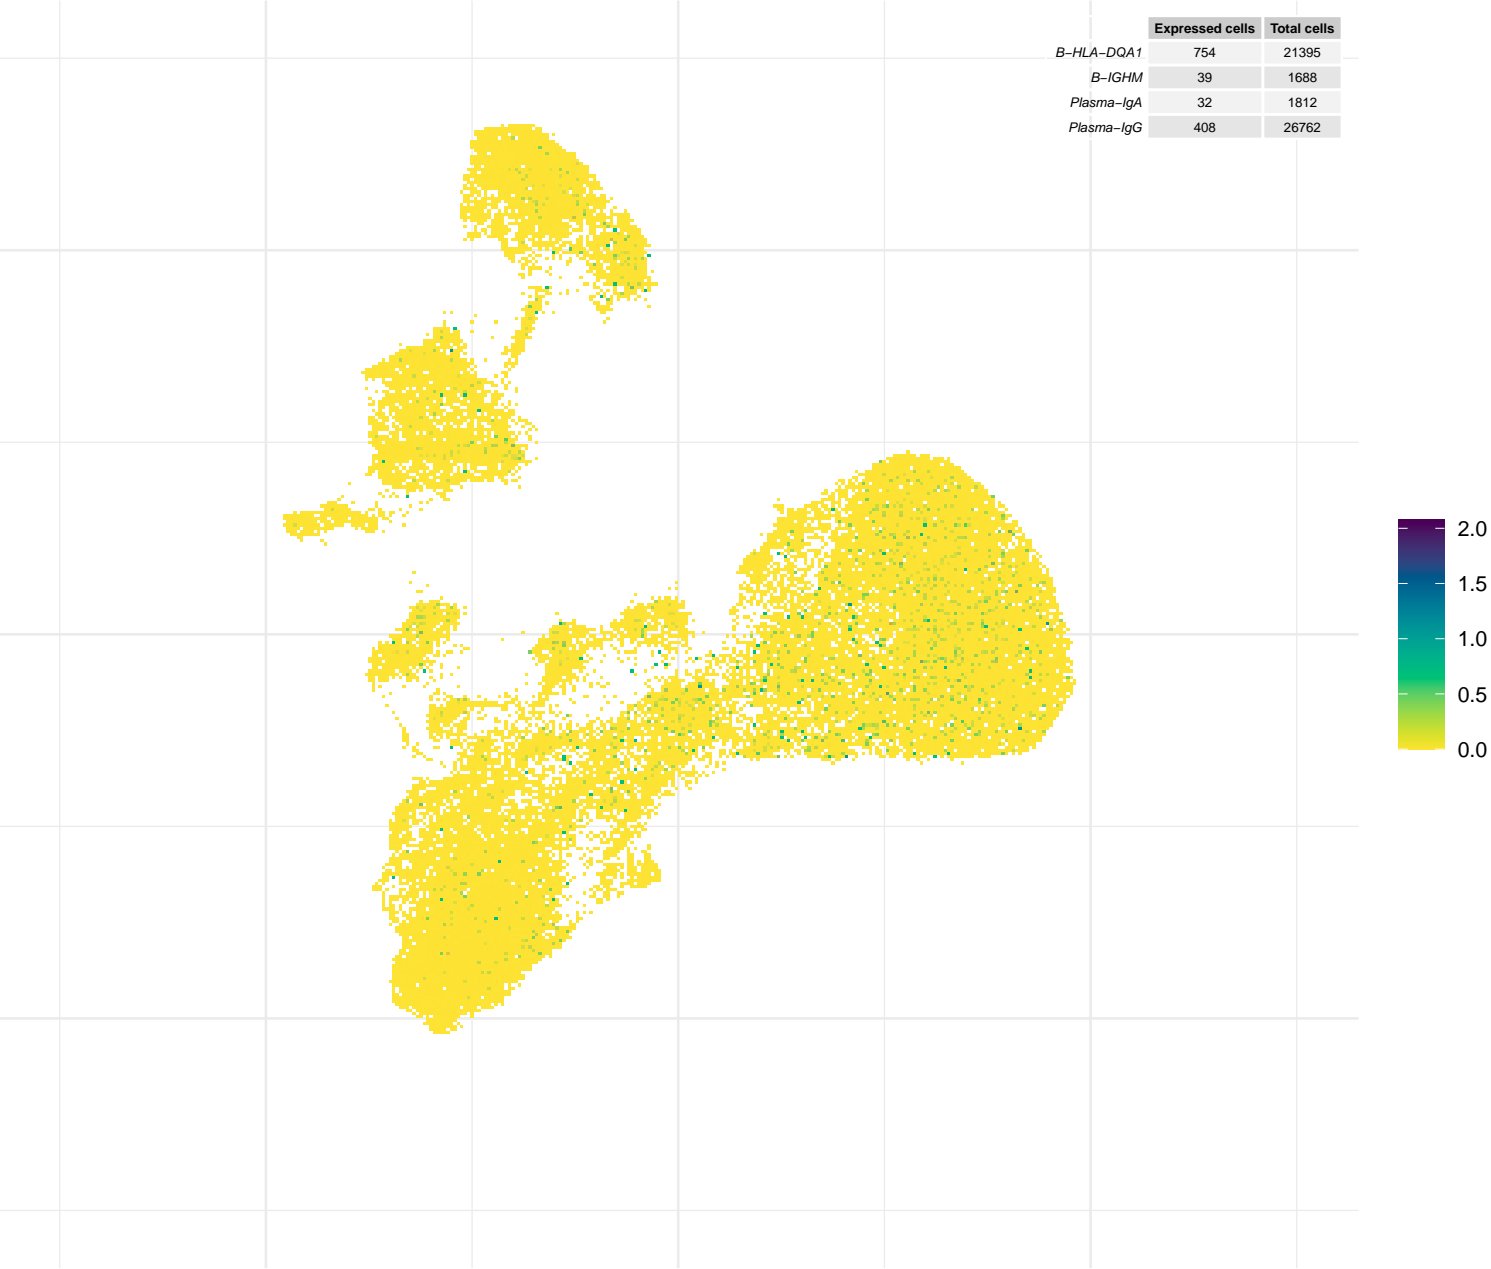 Expressed cells Total cells
B−HLA−DQA1 754 21395
B−IGHM 39 1688
Plasma−IgA 32 1812
Plasma−IgG 408 26762
2.0
1.5
1.0
0.5
0.0